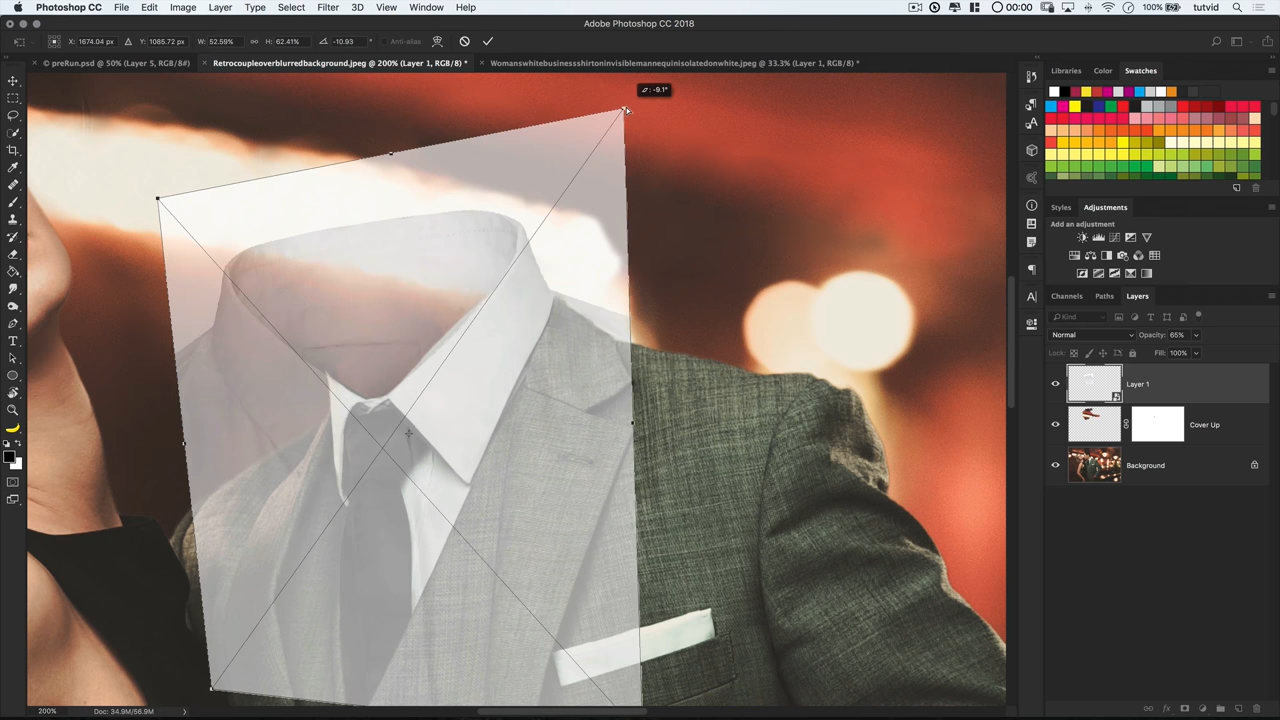 Photoshop CC File Edit Image Layer Type Select Filter 3D View Window Help 00:00 100%
Adobe Photoshop CC 2018
X: 1674.04 px Y: 1085.72 px W: 52.59% H: 62.41% -10.93 ° Anti-alias
× © preRun.psd @ 50% (Layer 5, RGB/8#) × Retrocoupleoverblurredbackground.jpeg @ 200% (Layer 1, RGB/8) * × Womanswhitebusinessshirtoninvisiblemannequinisolatedonwhite.jpeg @ 33.3% (Layer 1, RGB/8) *
Libraries Color Swatches
: -9.1°
Styles Adjustments
Add an adjustment
Channels Paths Layers
Kind
Normal Opacity: 65%
Lock: Fill: 100%
Layer 1
Cover Up
Background
200% Doc: 34.9M/56.9M